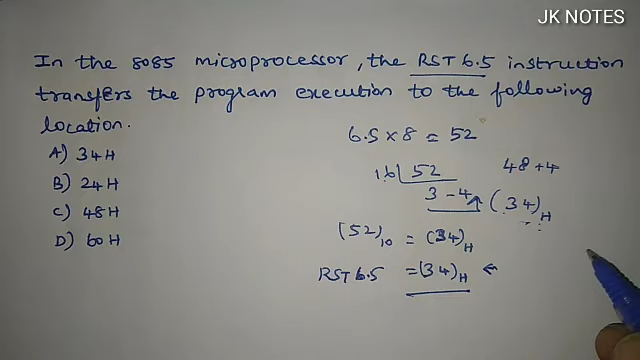 JK NOTES
In the 8085 microprocessor, the RST 6.5 instruction
transfers the program execution to the following
location.
A) 34H
B) 24H
C) 48H
D) 60H
6.5 × 8 = 52
16 52
3 - 4
48 + 4
(34)H
(52)10 = (34)H
RST 6.5 = (34)H ←